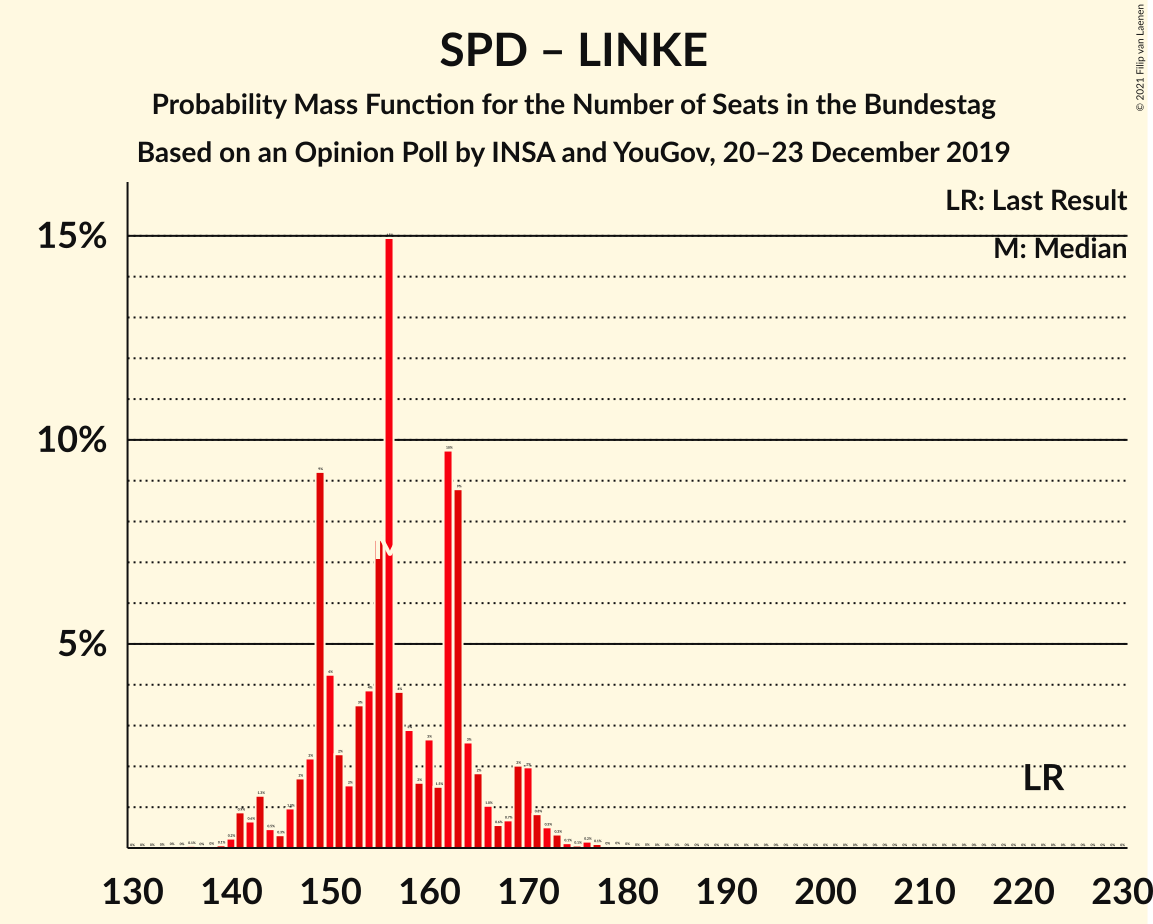 SPD – LINKE
Probability Mass Function for the Number of Seats in the Bundestag
Based on an Opinion Poll by INSA and YouGov, 20–23 December 2019
© 2021 Filip van Laenen
LR: Last Result
M: Median
15%
10%
5%
M
LR
130 140 150 160 170 180 190 200 210 220 230